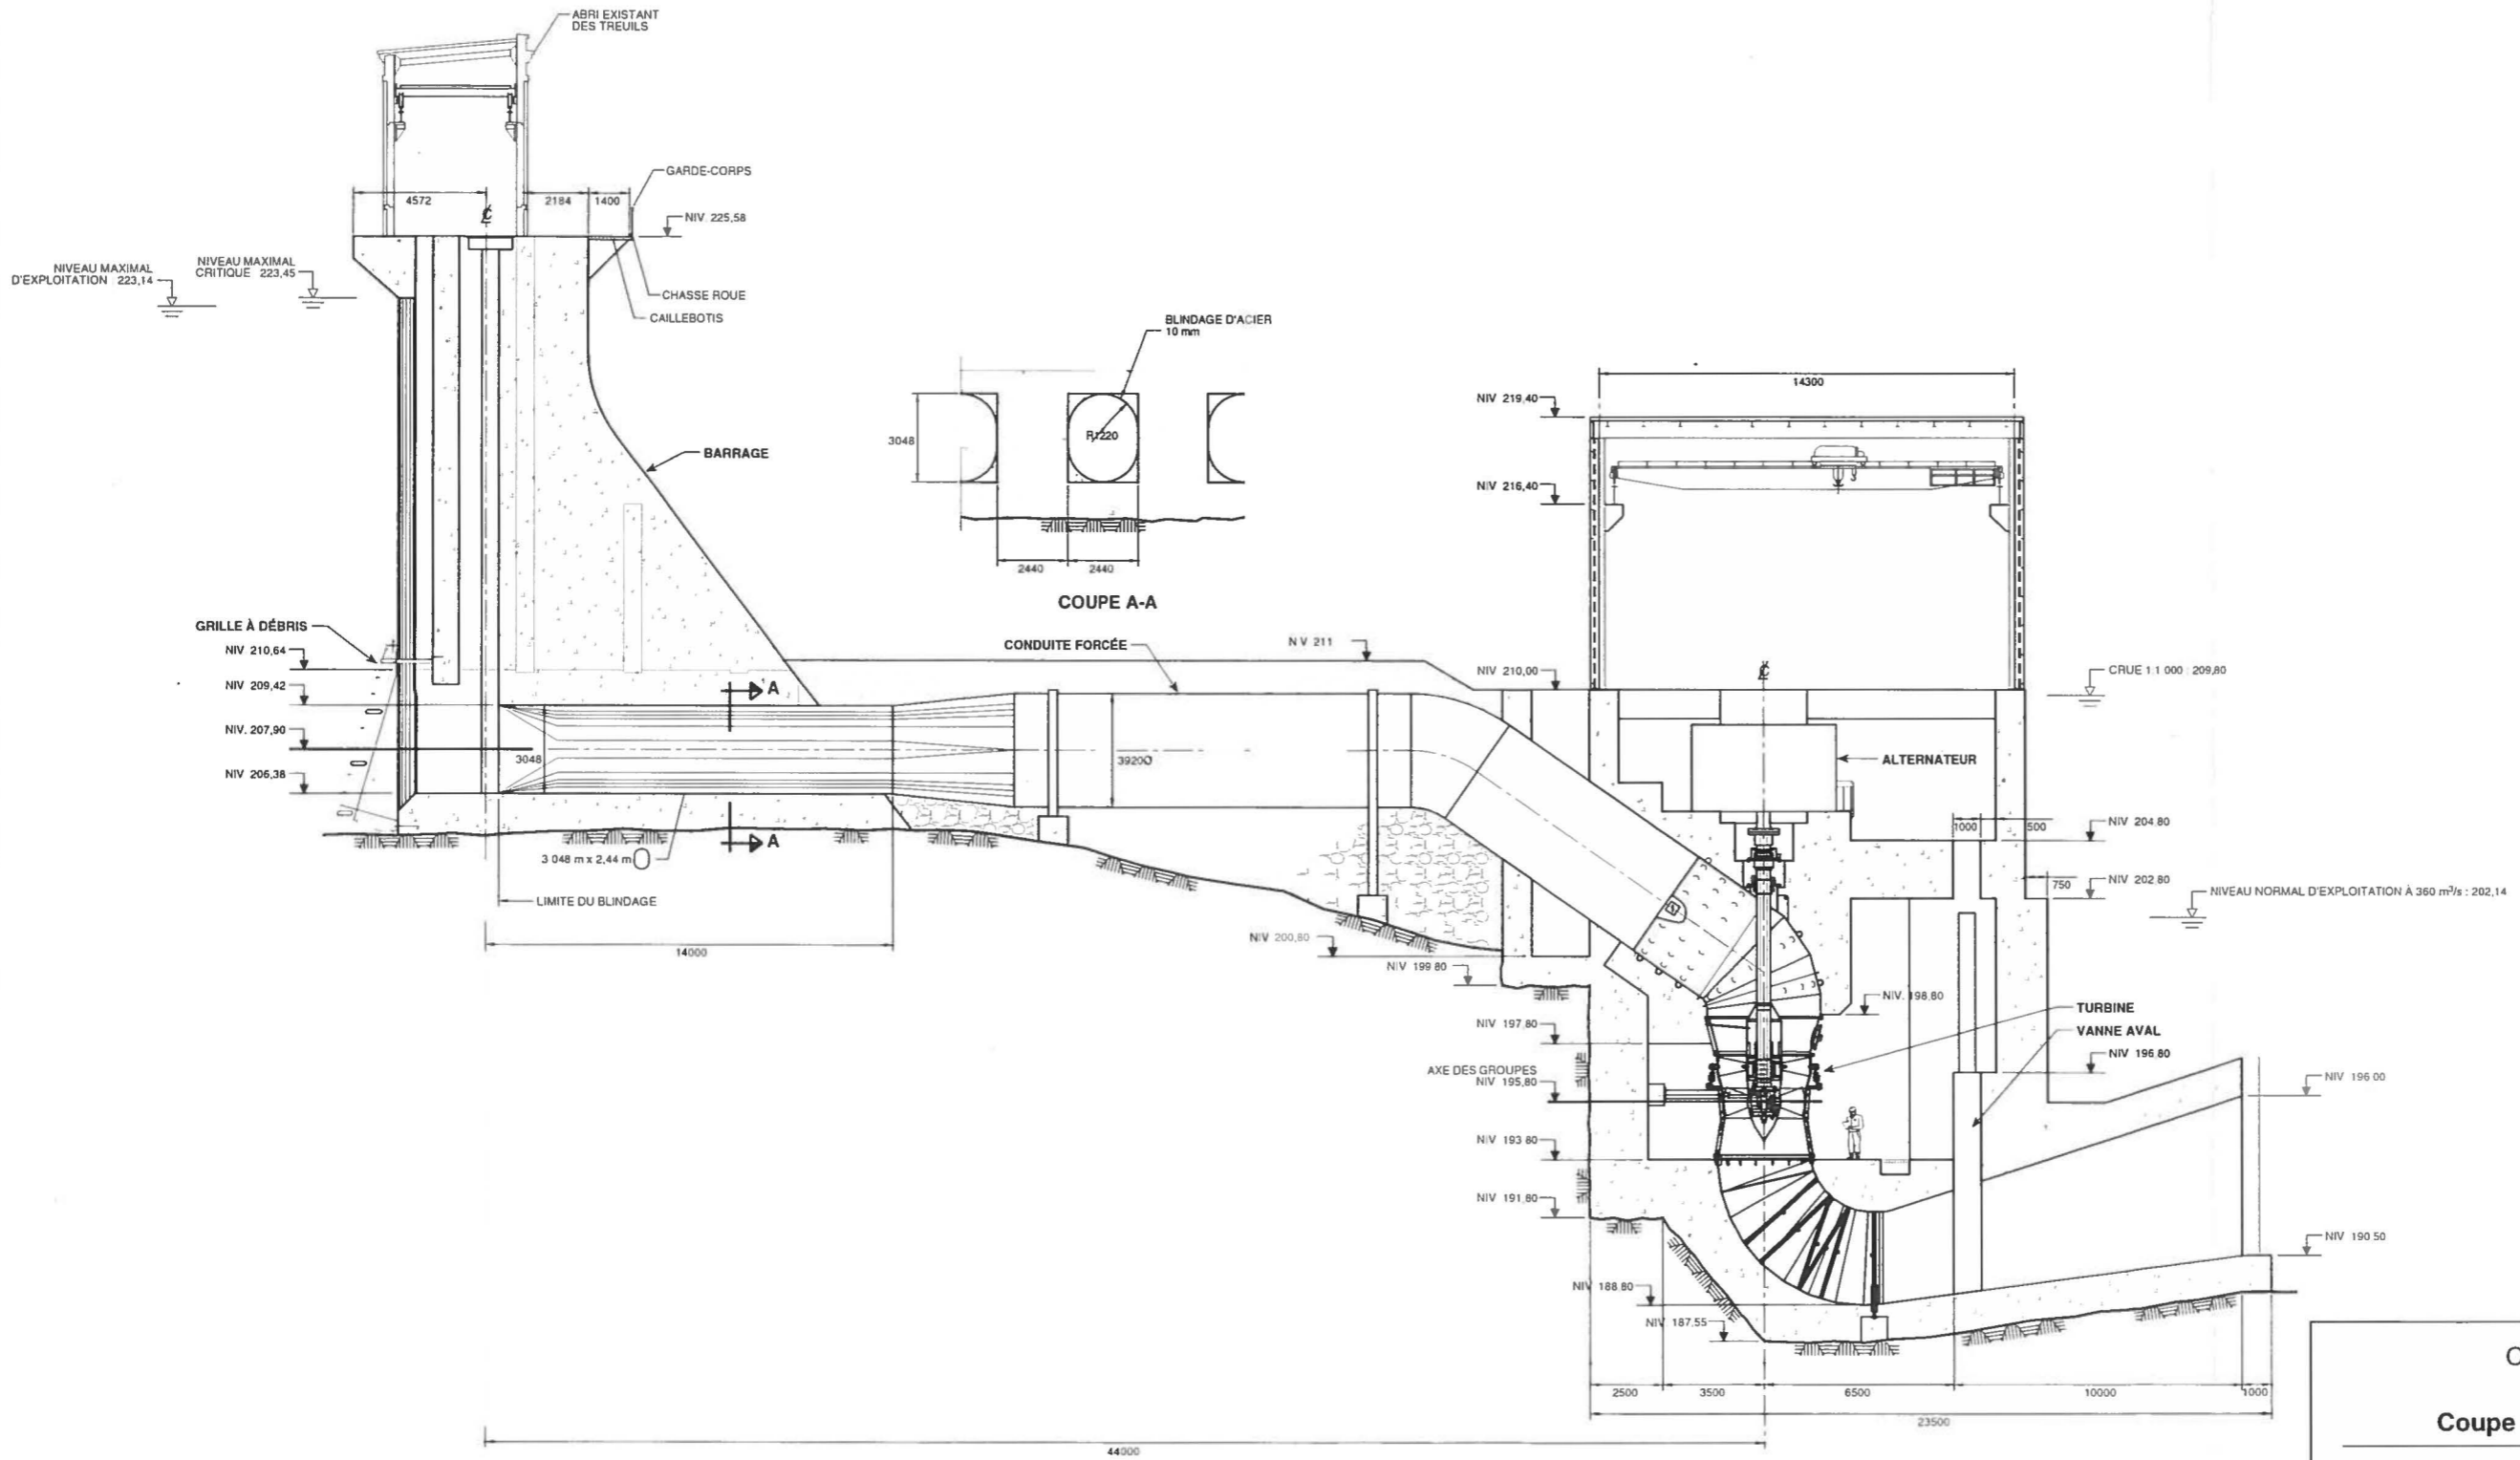 ABRI EXISTANT
DES TREUILS
GARDE-CORPS
4572
2184
1400
NIV. 225,58
NIVEAU MAXIMAL
D'EXPLOITATION 223,14
NIVEAU MAXIMAL
CRITIQUE 223,45
CHASSE ROUE
CAILLEBOTIS
BLINDAGE D'ACIER
10 mm
3048
R1220
2440
2440
COUPE A-A
BARRAGE
14300
NIV 219,40
NIV 216,40
GRILLE À DÉBRIS
NIV 210,64
NIV 209,42
NIV. 207,90
NIV 206,38
CONDUITE FORCÉE
N V 211
NIV 210,00
CRUE 1:1 000 : 209,80
A
A
3048
3920Ø
ALTERNATEUR
1000
500
NIV 204 80
750
NIV 202 80
NIVEAU NORMAL D'EXPLOITATION À 360 m³/s : 202,14
3 048 m x 2,44 m
LIMITE DU BLINDAGE
14000
NIV 200,80
NIV 199 80
NIV. 198,80
NIV 197,80
TURBINE
VANNE AVAL
NIV 196 80
AXE DES GROUPES
NIV 195,80
NIV 196 00
NIV 193 80
NIV 191,80
NIV 190 50
NIV 188 80
NIV 187,55
2500
3500
6500
10000
1000
23500
44000
C
Coupe